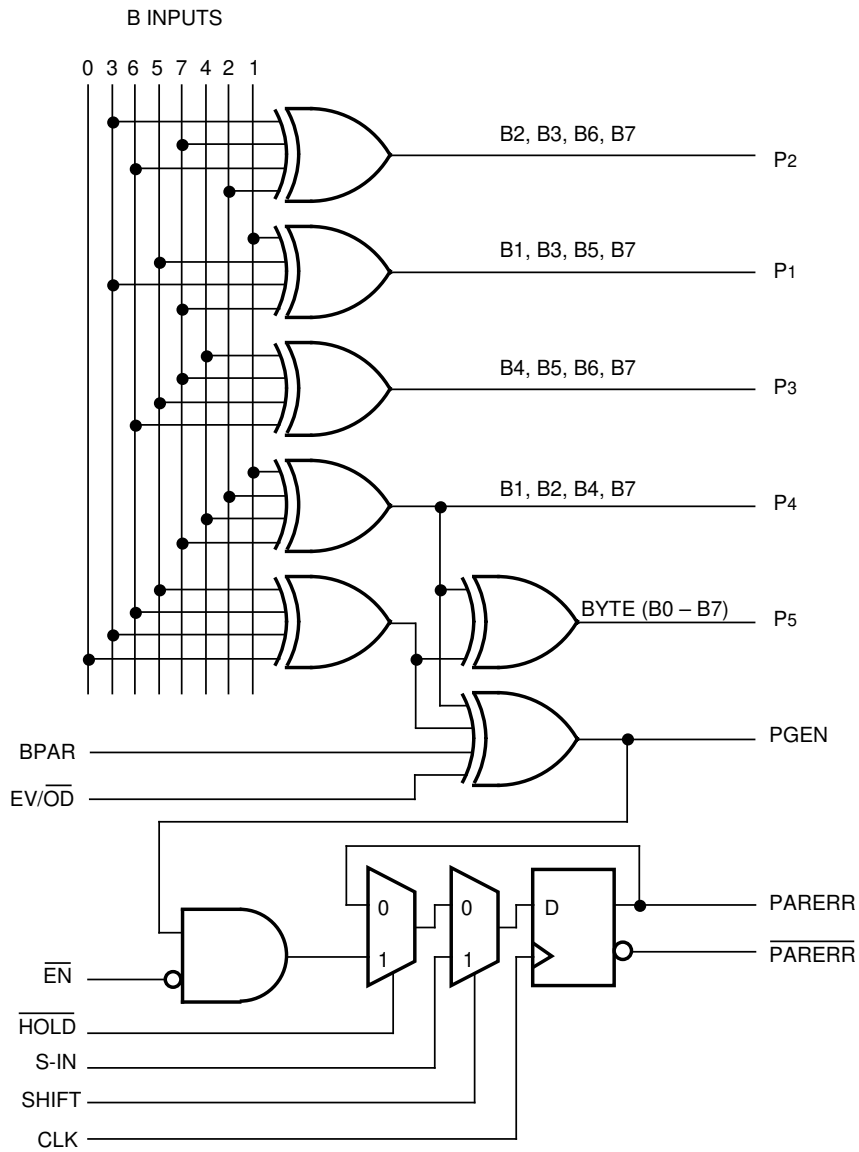 B INPUTS
0 3 6 5 7 4 2 1
B2, B3, B6, B7
P2
B1, B3, B5, B7
P1
B4, B5, B6, B7
P3
B1, B2, B4, B7
P4
BYTE (B0 – B7)
P5
BPAR
PGEN
EV/OD
0
0
D
PARERR
1
1
PARERR
EN
HOLD
S-IN
SHIFT
CLK